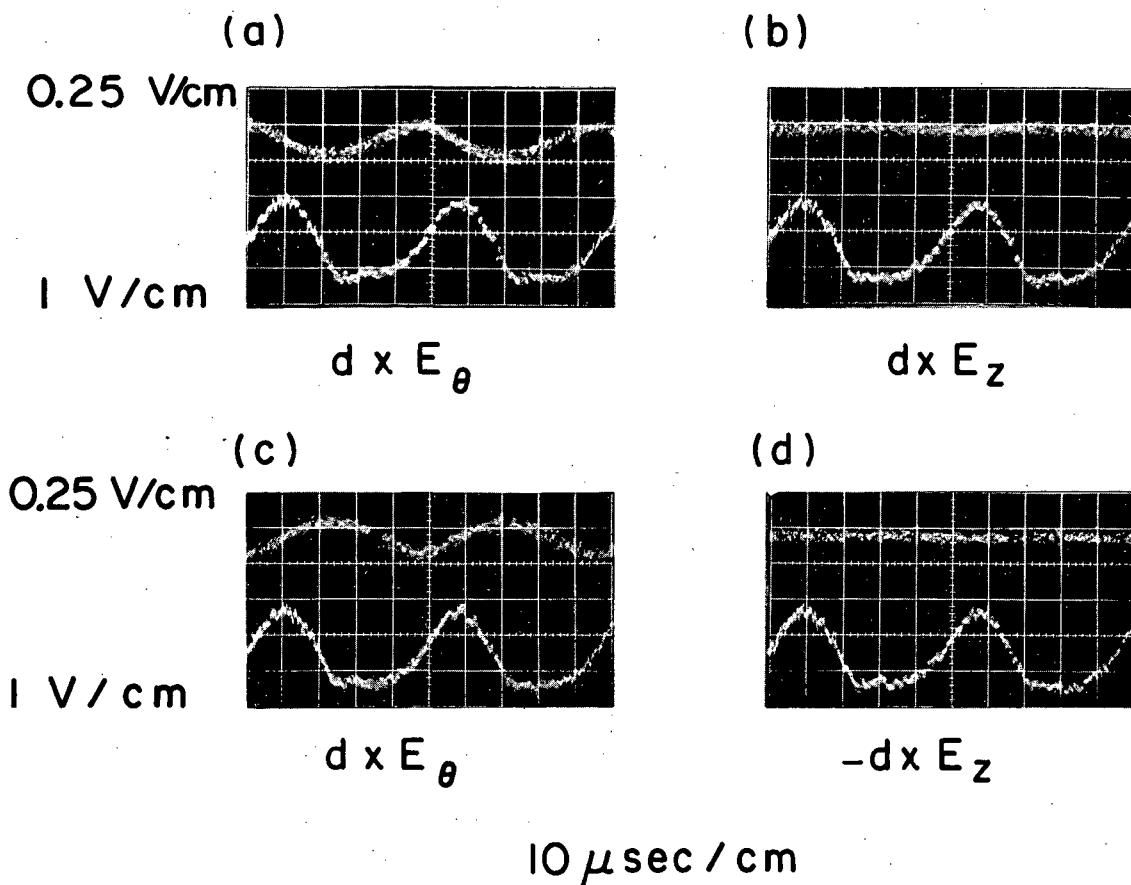 (a)
(b)
0.25 V/cm
1 V/cm
d x E_θ
d x E_z
(c)
(d)
0.25 V/cm
1 V/cm
d x E_θ
-d x E_z
10 μsec/cm